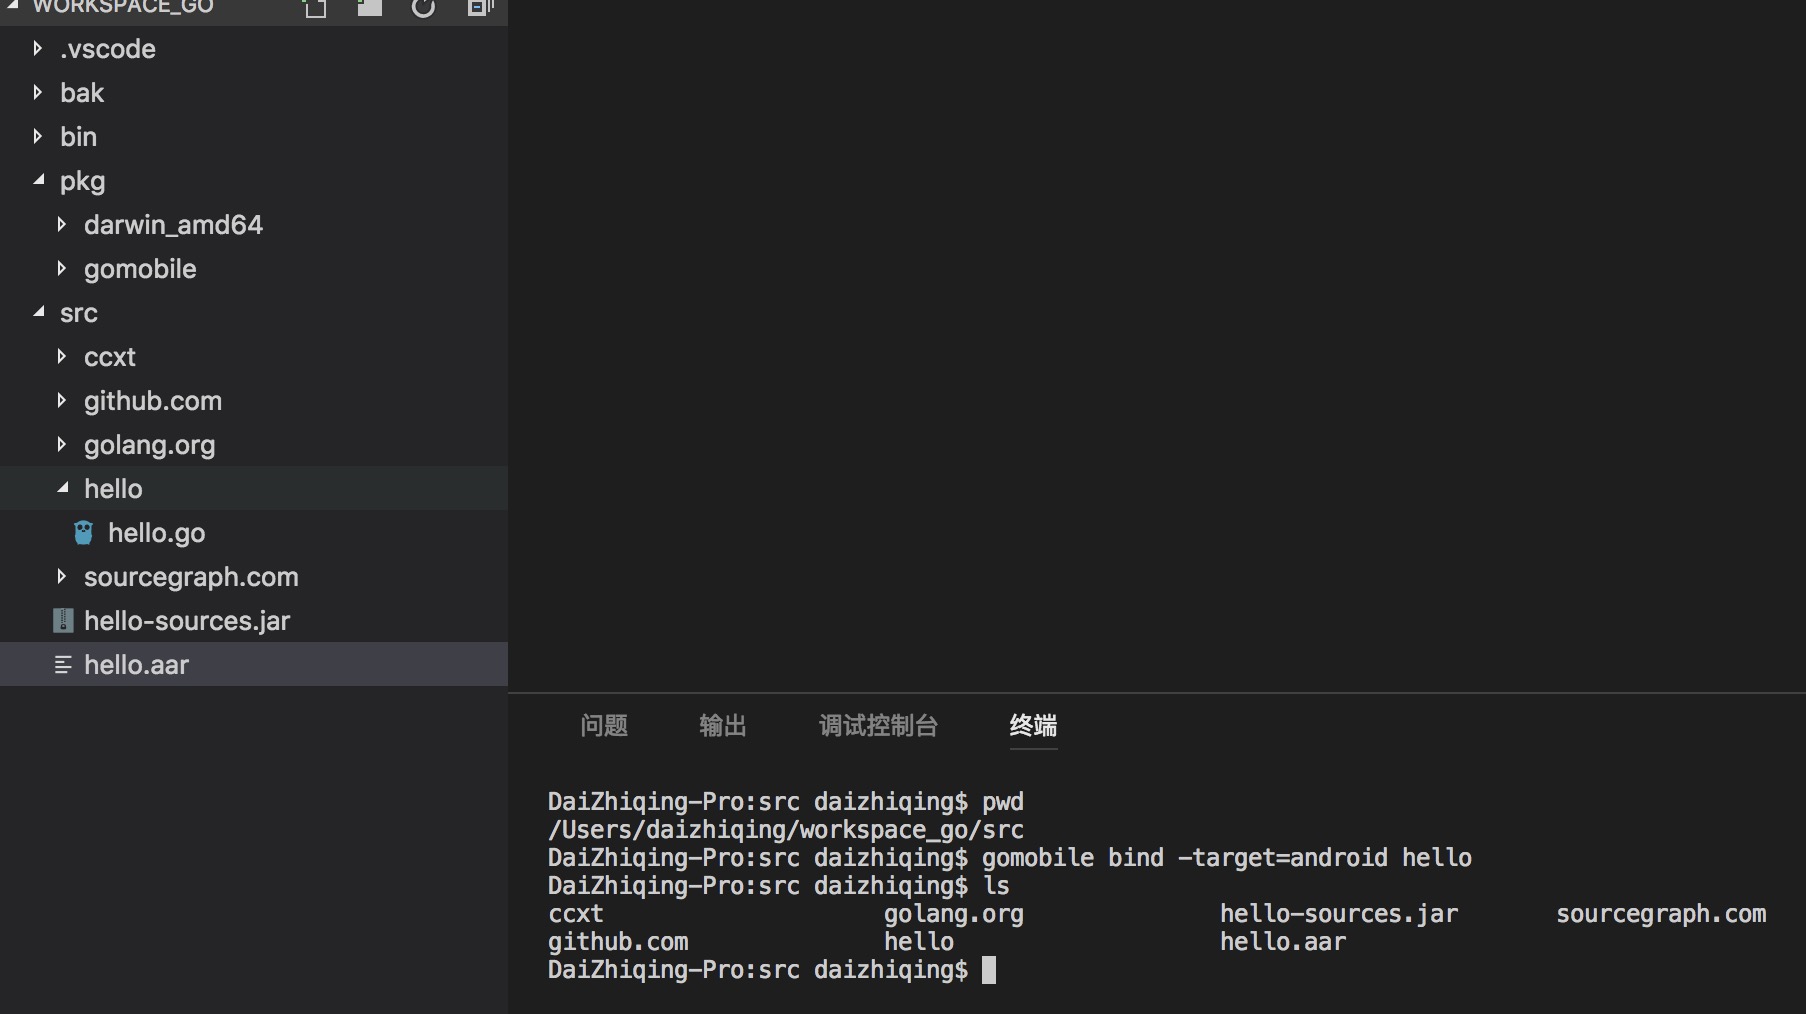 WORKSPACE_GO
.vscode
bak
bin
pkg
darwin_amd64
gomobile
src
ccxt
github.com
golang.org
hello
hello.go
sourcegraph.com
hello-sources.jar
hello.aar
问题 输出 调试控制台 终端
DaiZhiqing-Pro:src daizhiqing$ pwd
/Users/daizhiqing/workspace_go/src
DaiZhiqing-Pro:src daizhiqing$ gomobile bind -target=android hello
DaiZhiqing-Pro:src daizhiqing$ ls
ccxt golang.org hello-sources.jar sourcegraph.com
github.com hello hello.aar
DaiZhiqing-Pro:src daizhiqing$